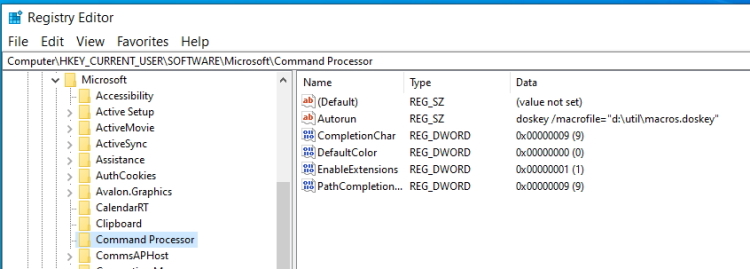 Registry Editor
File Edit View Favorites Help
Computer\HKEY_CURRENT_USER\SOFTWARE\Microsoft\Command Processor
Microsoft
Accessibility
Active Setup
ActiveMovie
ActiveSync
Assistance
AuthCookies
Avalon.Graphics
CalendarRT
Clipboard
Command Processor
CommsAPHost
Name Type Data
(Default) REG_SZ (value not set)
Autorun REG_SZ doskey /macrofile="d:\util\macros.doskey"
CompletionChar REG_DWORD 0x00000009 (9)
DefaultColor REG_DWORD 0x00000000 (0)
EnableExtensions REG_DWORD 0x00000001 (1)
PathCompletion... REG_DWORD 0x00000009 (9)